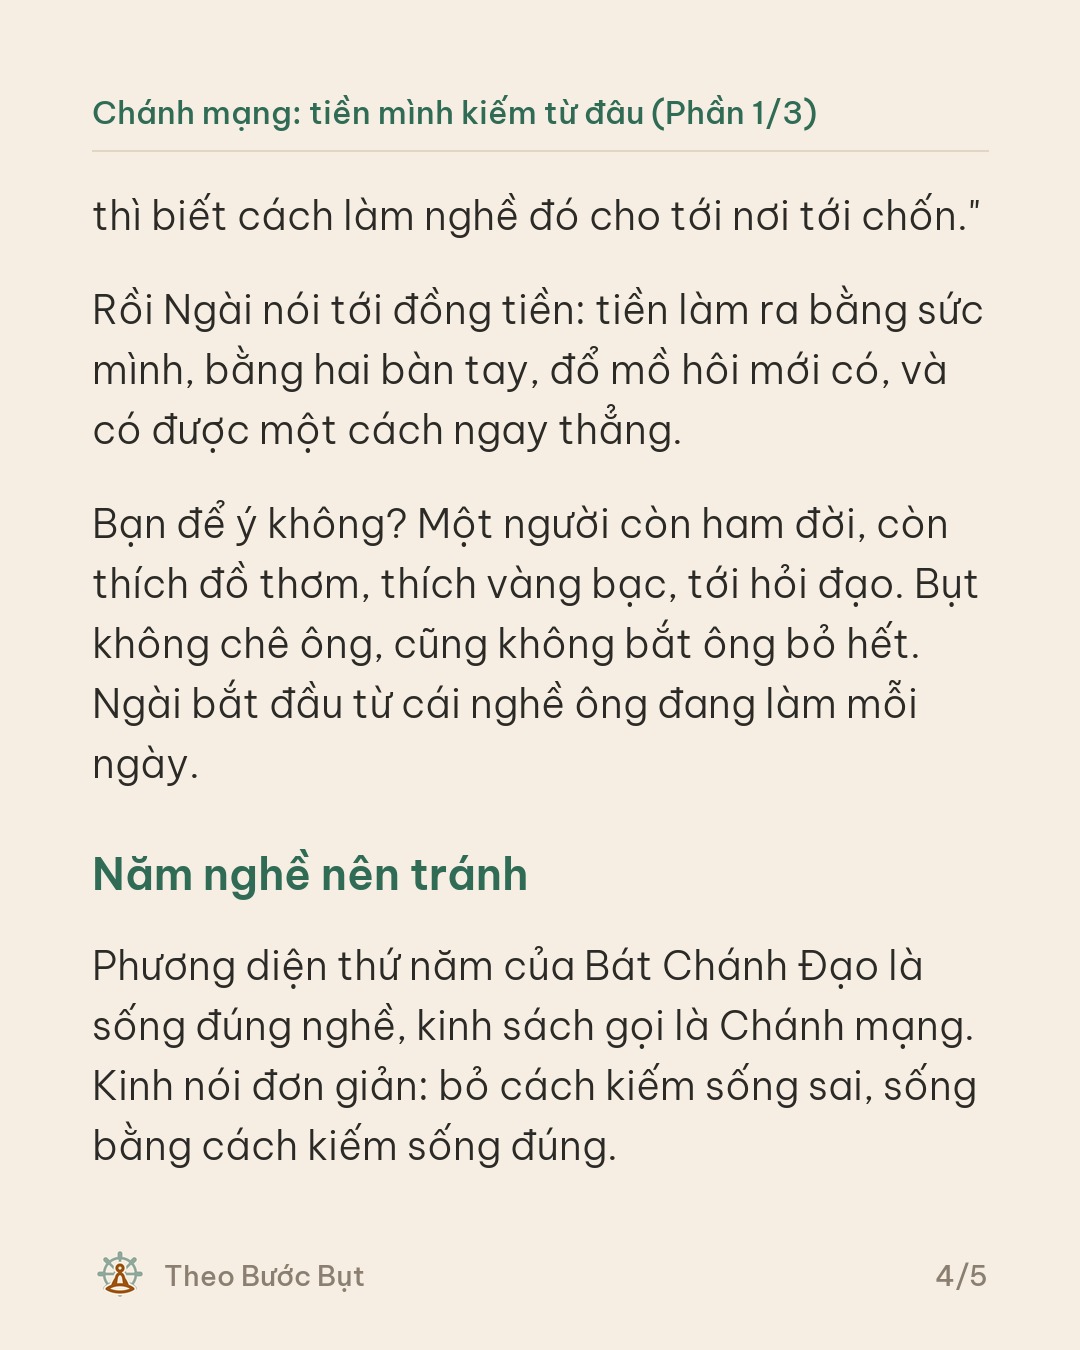 Chánh mạng: tiền mình kiếm từ đâu (Phần 1/3)
thì biết cách làm nghề đó cho tới nơi tới chốn."
Rồi Ngài nói tới đồng tiền: tiền làm ra bằng sức
mình, bằng hai bàn tay, đổ mồ hôi mới có, và
có được một cách ngay thẳng.
Bạn để ý không? Một người còn ham đời, còn
thích đồ thơm, thích vàng bạc, tới hỏi đạo. Bụt
không chê ông, cũng không bắt ông bỏ hết.
Ngài bắt đầu từ cái nghề ông đang làm mỗi
ngày.
Năm nghề nên tránh
Phương diện thứ năm của Bát Chánh Đạo là
sống đúng nghề, kinh sách gọi là Chánh mạng.
Kinh nói đơn giản: bỏ cách kiếm sống sai, sống
bằng cách kiếm sống đúng.
Theo Bước Bụt
4/5